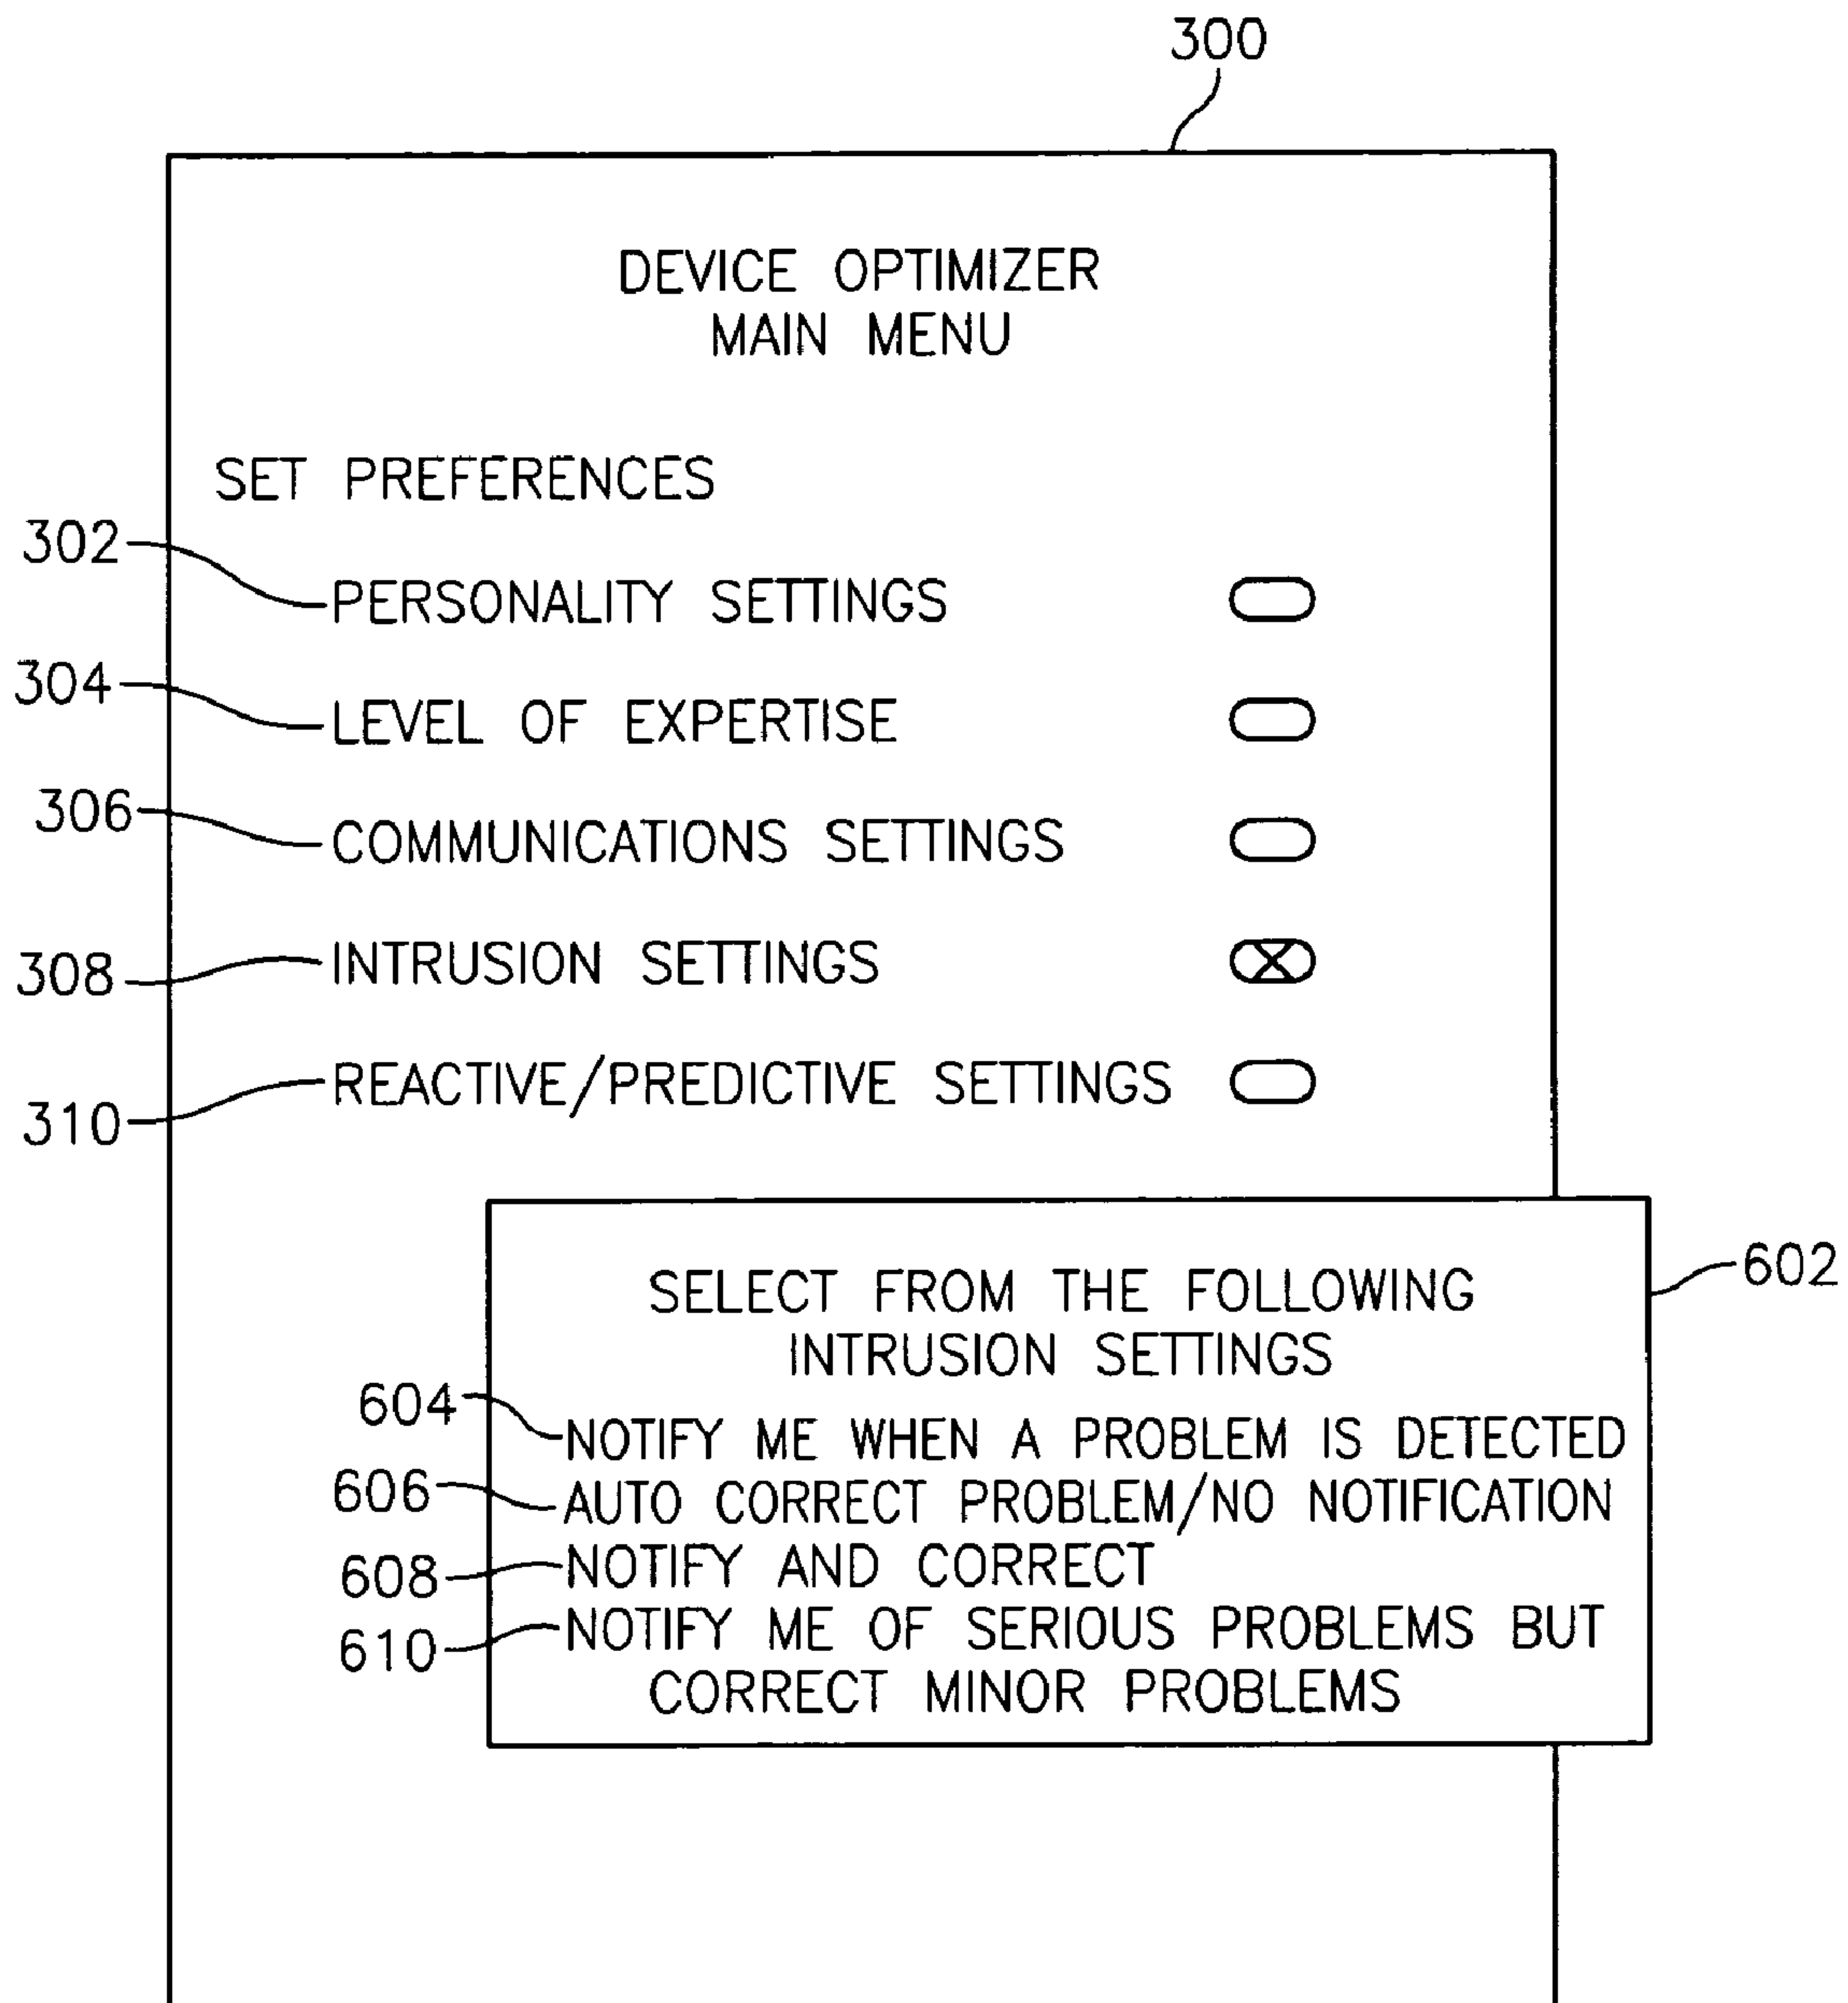 300
DEVICE OPTIMIZER
MAIN MENU
SET PREFERENCES
302
PERSONALITY SETTINGS
304
LEVEL OF EXPERTISE
306
COMMUNICATIONS SETTINGS
308
INTRUSION SETTINGS
310
REACTIVE/PREDICTIVE SETTINGS
602
SELECT FROM THE FOLLOWING
INTRUSION SETTINGS
604
NOTIFY ME WHEN A PROBLEM IS DETECTED
606
AUTO CORRECT PROBLEM/NO NOTIFICATION
608
NOTIFY AND CORRECT
610
NOTIFY ME OF SERIOUS PROBLEMS BUT
CORRECT MINOR PROBLEMS